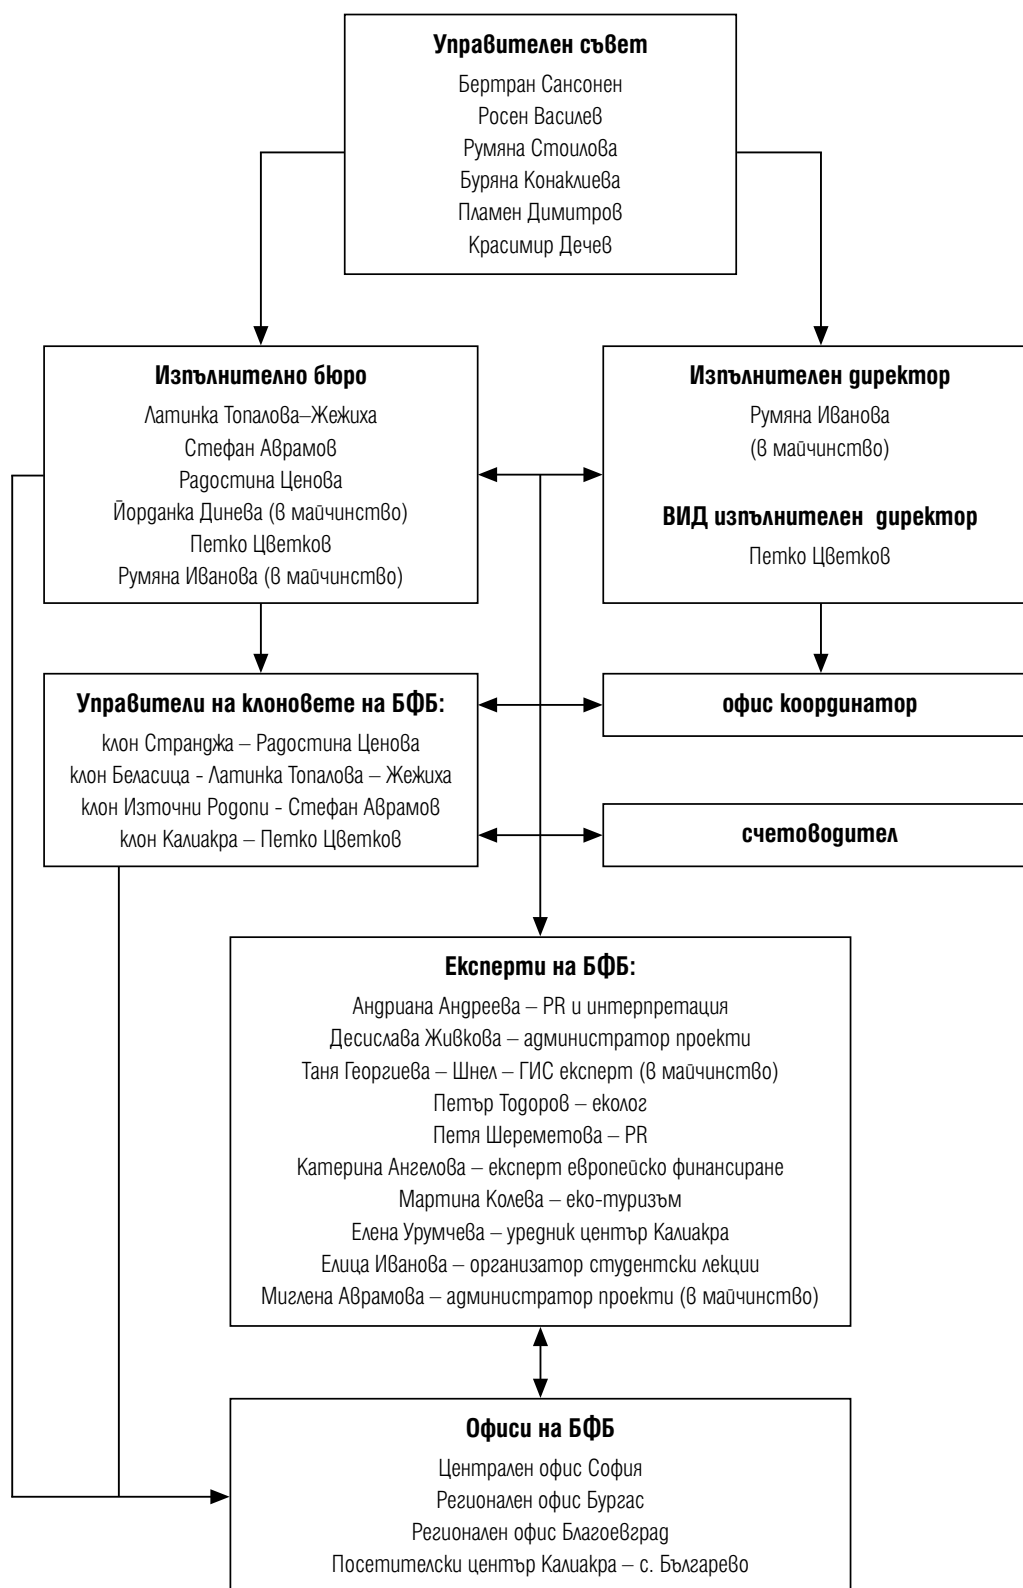 Управителен съвет
Бертран Сансонен
Росен Василев
Румяна Стоилова
Буряна Конаклиева
Пламен Димитров
Красимир Дечев
Изпълнително бюро
Латинка Топалова–Жежиха
Стефан Аврамов
Радостина Ценова
Йорданка Динева (в майчинство)
Петко Цветков
Румяна Иванова (в майчинство)
Изпълнителен директор
Румяна Иванова
(в майчинство)
ВИД изпълнителен директор
Петко Цветков
Управители на клоновете на БФБ:
клон Странджа – Радостина Ценова
клон Беласица - Латинка Топалова – Жежиха
клон Източни Родопи - Стефан Аврамов
клон Калиакра – Петко Цветков
офис координатор
счетоводител
Експерти на БФБ:
Андриана Андреева – PR и интерпретация
Десислава Живкова – администратор проекти
Таня Георгиева – Шнел – ГИС експерт (в майчинство)
Петър Тодоров – еколог
Петя Шереметова – PR
Катерина Ангелова – експерт европейско финансиране
Мартина Колева – еко-туризъм
Елена Урумчева – уредник център Калиакра
Елица Иванова – организатор студентски лекции
Миглена Аврамова – администратор проекти (в майчинство)
Офиси на БФБ
Централен офис София
Регионален офис Бургас
Регионален офис Благоевград
Посетителски център Калиакра – с. Българево